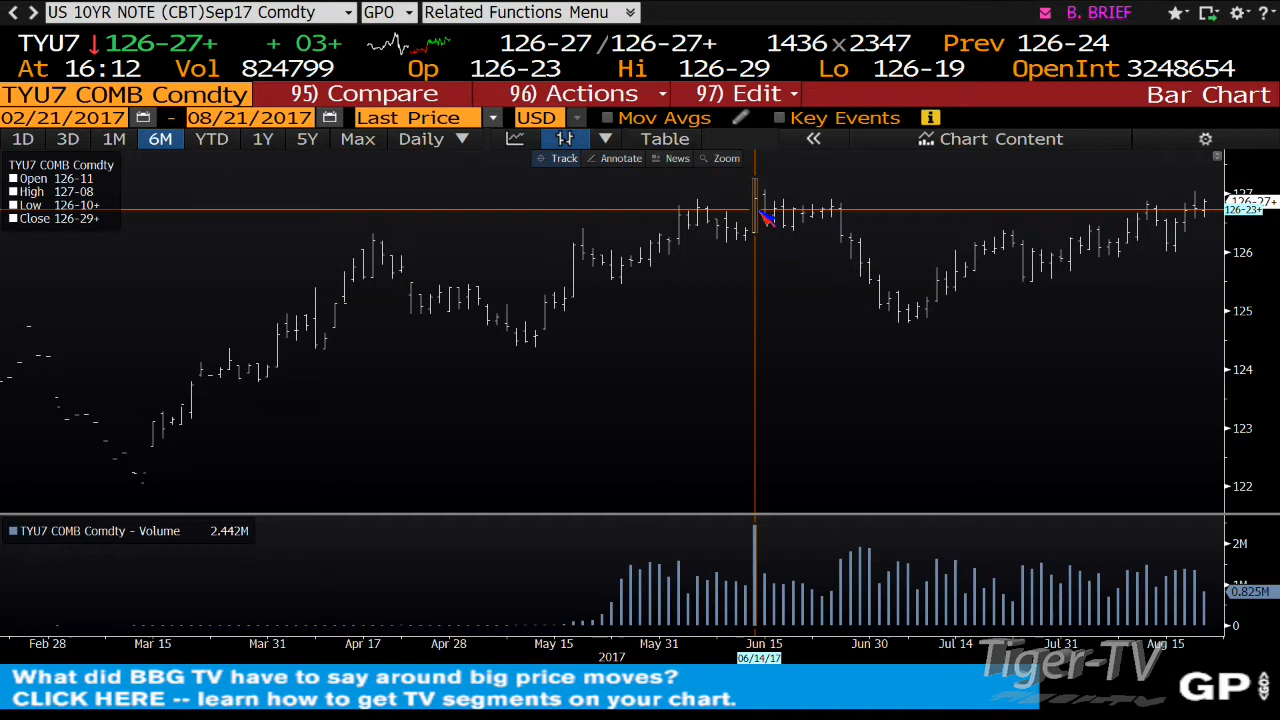 US 10YR NOTE (CBT)Sep17 Comdty GPO Related Functions Menu B. BRIEF ?
TYU7 126-27+ + 03+ 126-27 / 126-27+ 1436 x 2347 Prev 126-24
At 16:12 Vol 824799 Op 126-23 Hi 126-29 Lo 126-19 OpenInt 3248654
TYU7 COMB Comdty 95) Compare 96) Actions 97) Edit Bar Chart
02/21/2017 - 08/21/2017 Last Price USD Mov Avgs Key Events
1D 3D 1M 6M YTD 1Y 5Y Max Daily Table Chart Content
Track Annotate News Zoom
TYU7 COMB Comdty
Open 126-11
High 127-08
Low 126-10+
Close 126-29+
127
126-27+
126-23+
126
125
124
123
122
TYU7 COMB Comdty - Volume 2.442M
2M
1M
0.825M
0
Feb 28 Mar 15 Mar 31 Apr 17 Apr 28 May 15 May 31 Jun 15 Jun 30 Jul 14 Jul 31 Aug 15
2017 06/14/17
Tiger-TV
What did BBG TV have to say around big price moves?
CLICK HERE -- learn how to get TV segments on your chart.
GP GO